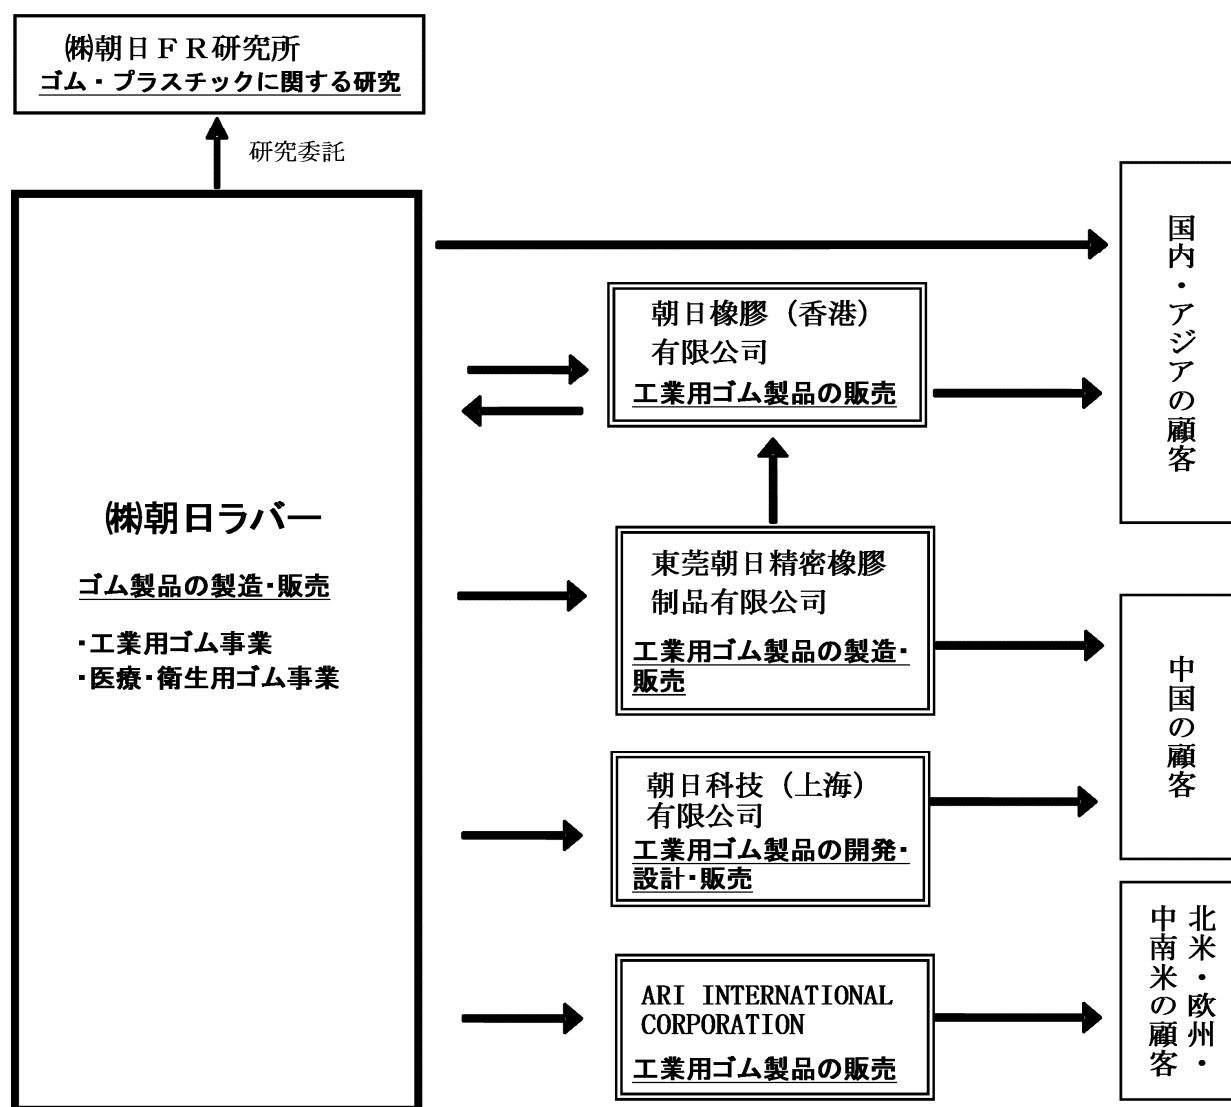 ㈱朝日ＦＲ研究所
ゴム・プラスチックに関する研究
研究委託
㈱朝日ラバー
ゴム製品の製造・販売
・工業用ゴム事業
・医療・衛生用ゴム事業
朝日橡膠（香港）
有限公司
工業用ゴム製品の販売
東莞朝日精密橡膠
制品有限公司
工業用ゴム製品の製造・
販売
朝日科技（上海）
有限公司
工業用ゴム製品の開発・
設計・販売
ARI INTERNATIONAL
CORPORATION
工業用ゴム製品の販売
国内・アジアの顧客
中国の顧客
北米・欧州・
中南米の顧客